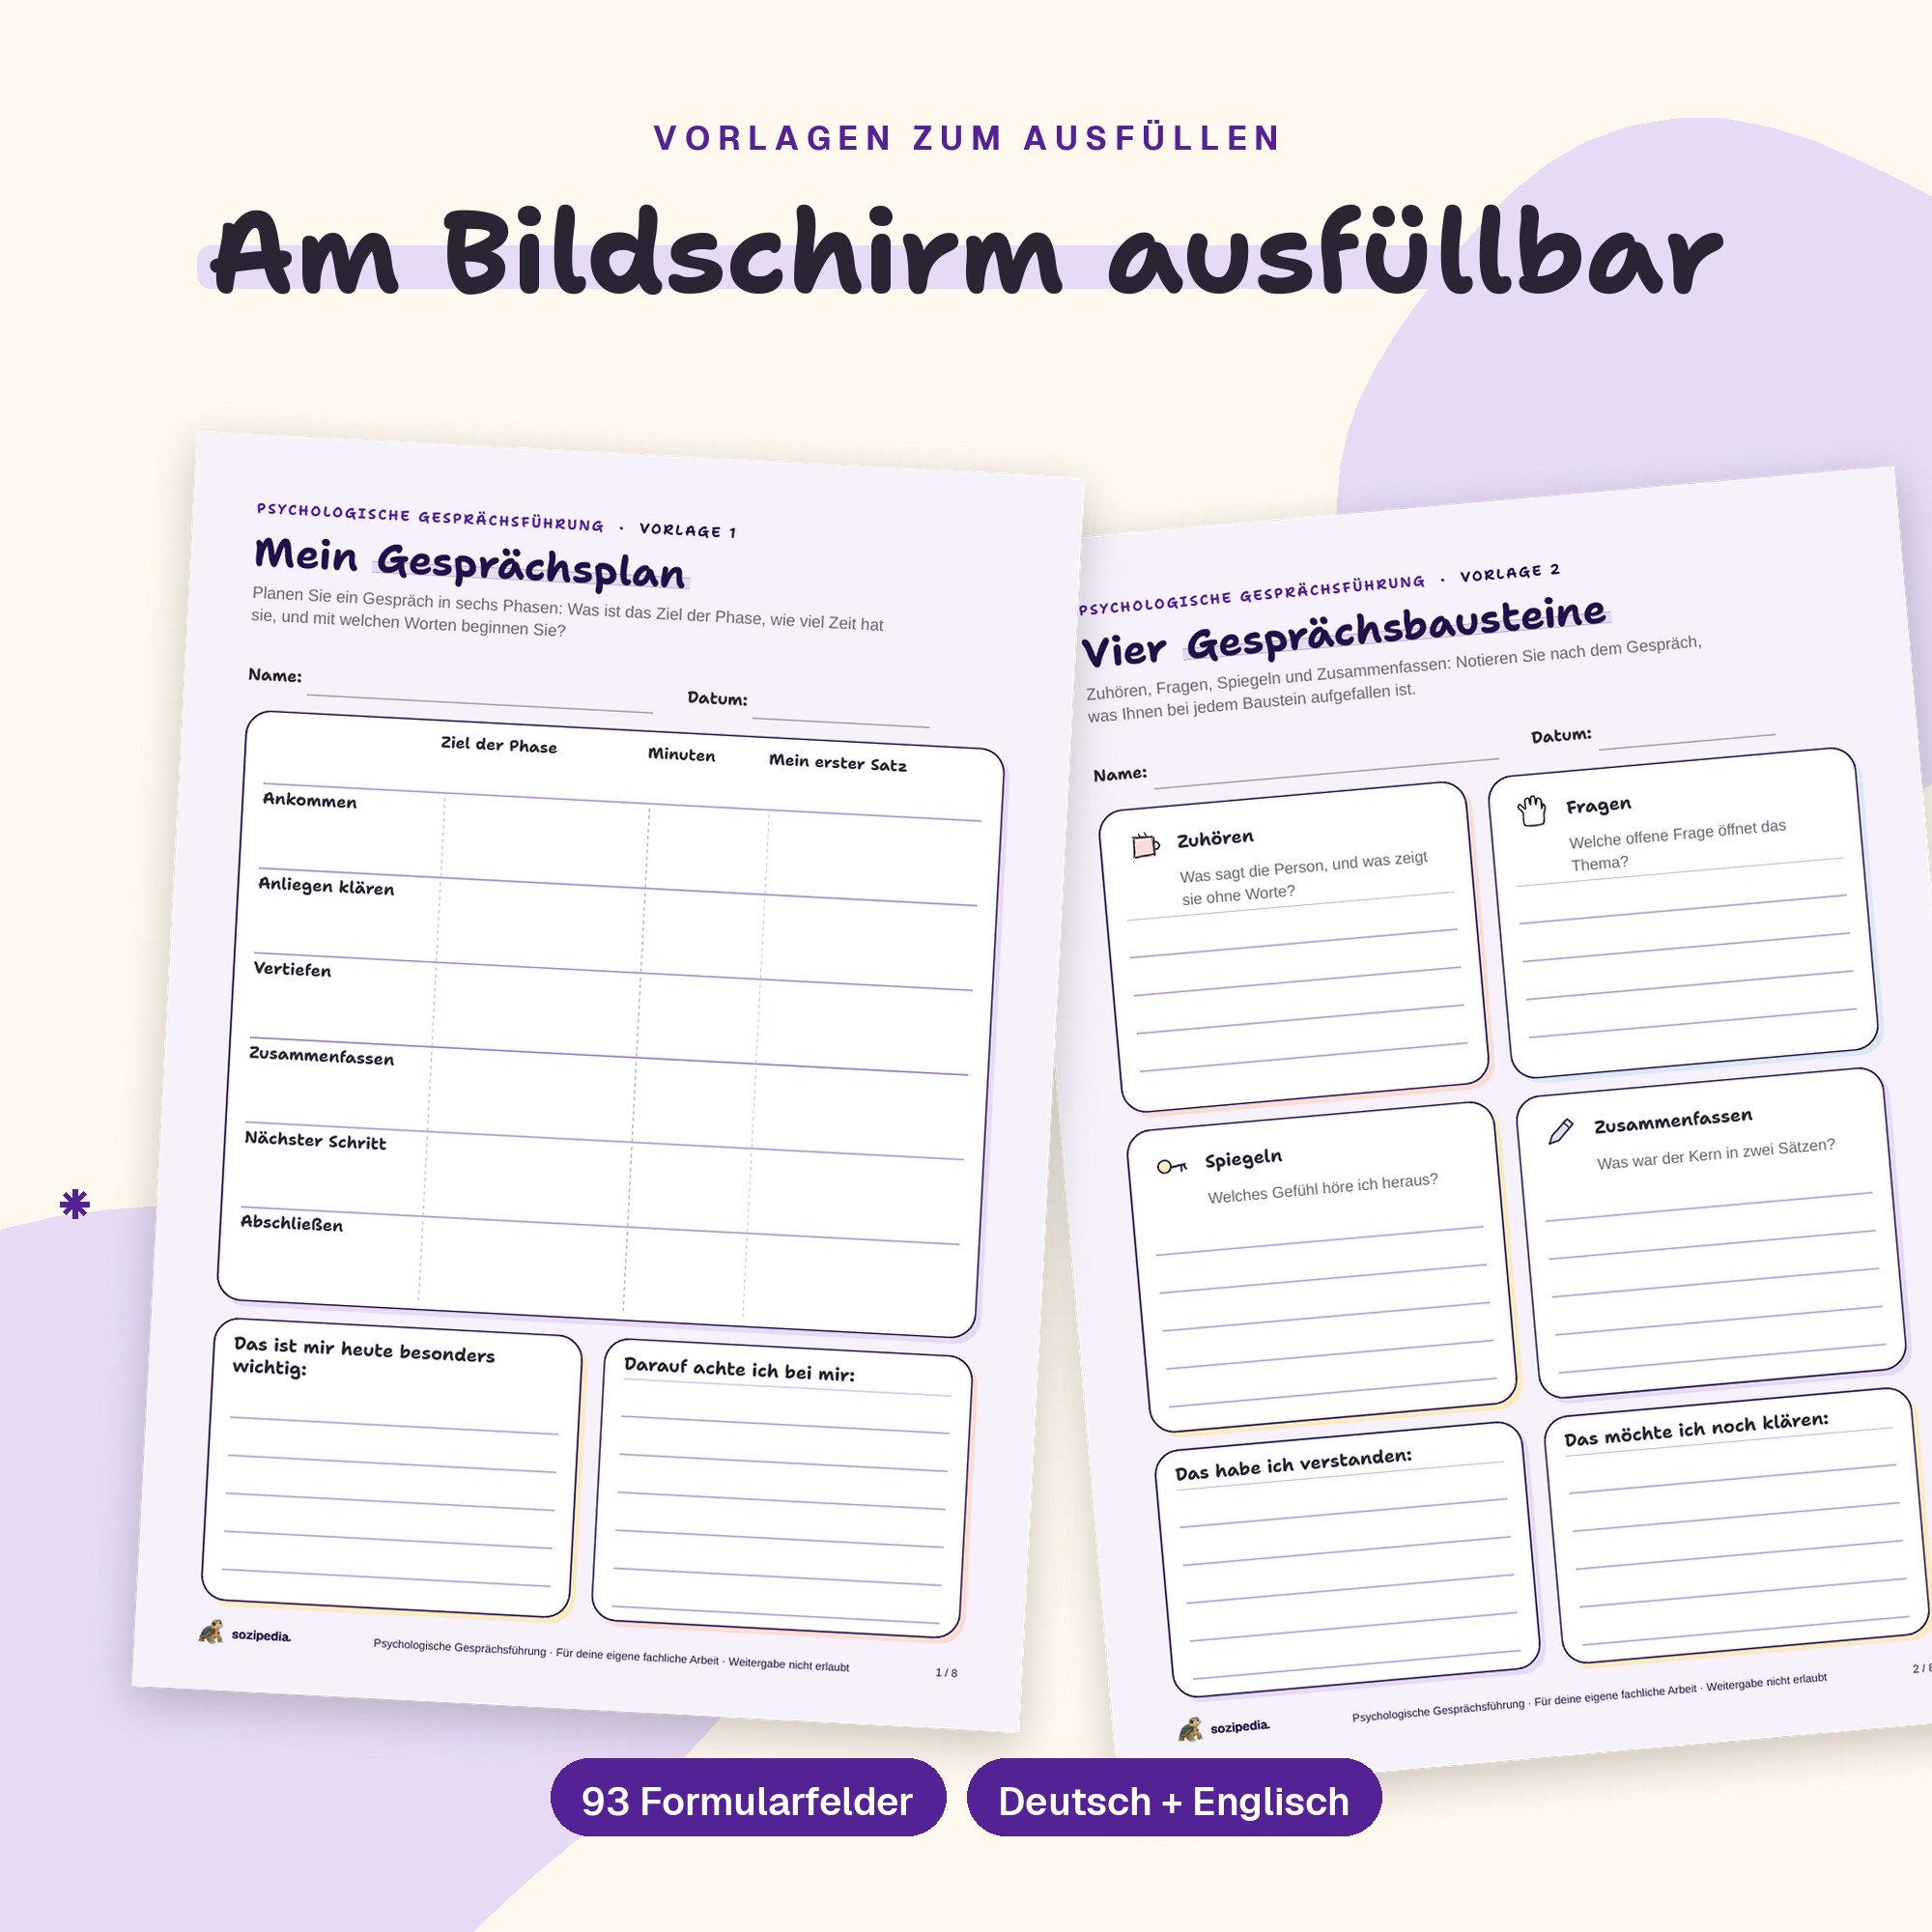 VORLAGEN ZUM AUSFÜLLEN
Am Bildschirm ausfüllbar
PSYCHOLOGISCHE GESPRÄCHSFÜHRUNG · VORLAGE 1
Mein Gesprächsplan
Planen Sie ein Gespräch in sechs Phasen: Was ist das Ziel der Phase, wie viel Zeit hat
sie, und mit welchen Worten beginnen Sie?
Name:
Datum:
Ziel der Phase
Minuten
Mein erster Satz
Ankommen
Anliegen klären
Vertiefen
Zusammenfassen
Nächster Schritt
Abschließen
Das ist mir heute besonders
wichtig:
Darauf achte ich bei mir:
sozipedia.
Psychologische Gesprächsführung · Für deine eigene fachliche Arbeit · Weitergabe nicht erlaubt
1 / 8
PSYCHOLOGISCHE GESPRÄCHSFÜHRUNG · VORLAGE 2
Vier Gesprächsbausteine
Zuhören, Fragen, Spiegeln und Zusammenfassen: Notieren Sie nach dem Gespräch,
was Ihnen bei jedem Baustein aufgefallen ist.
Name:
Datum:
Zuhören
Was sagt die Person, und was zeigt
sie ohne Worte?
Fragen
Welche offene Frage öffnet das
Thema?
Spiegeln
Welches Gefühl höre ich heraus?
Zusammenfassen
Was war der Kern in zwei Sätzen?
Das habe ich verstanden:
Das möchte ich noch klären:
sozipedia.
Psychologische Gesprächsführung · Für deine eigene fachliche Arbeit · Weitergabe nicht erlaubt
2 / 8
93 Formularfelder
Deutsch + Englisch